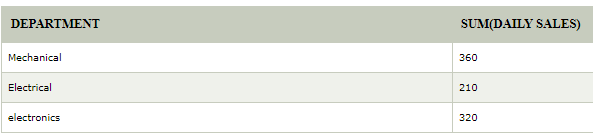 DEPARTMENT SUM(DAILY SALES)
Mechanical 360
Electrical 210
electronics 320